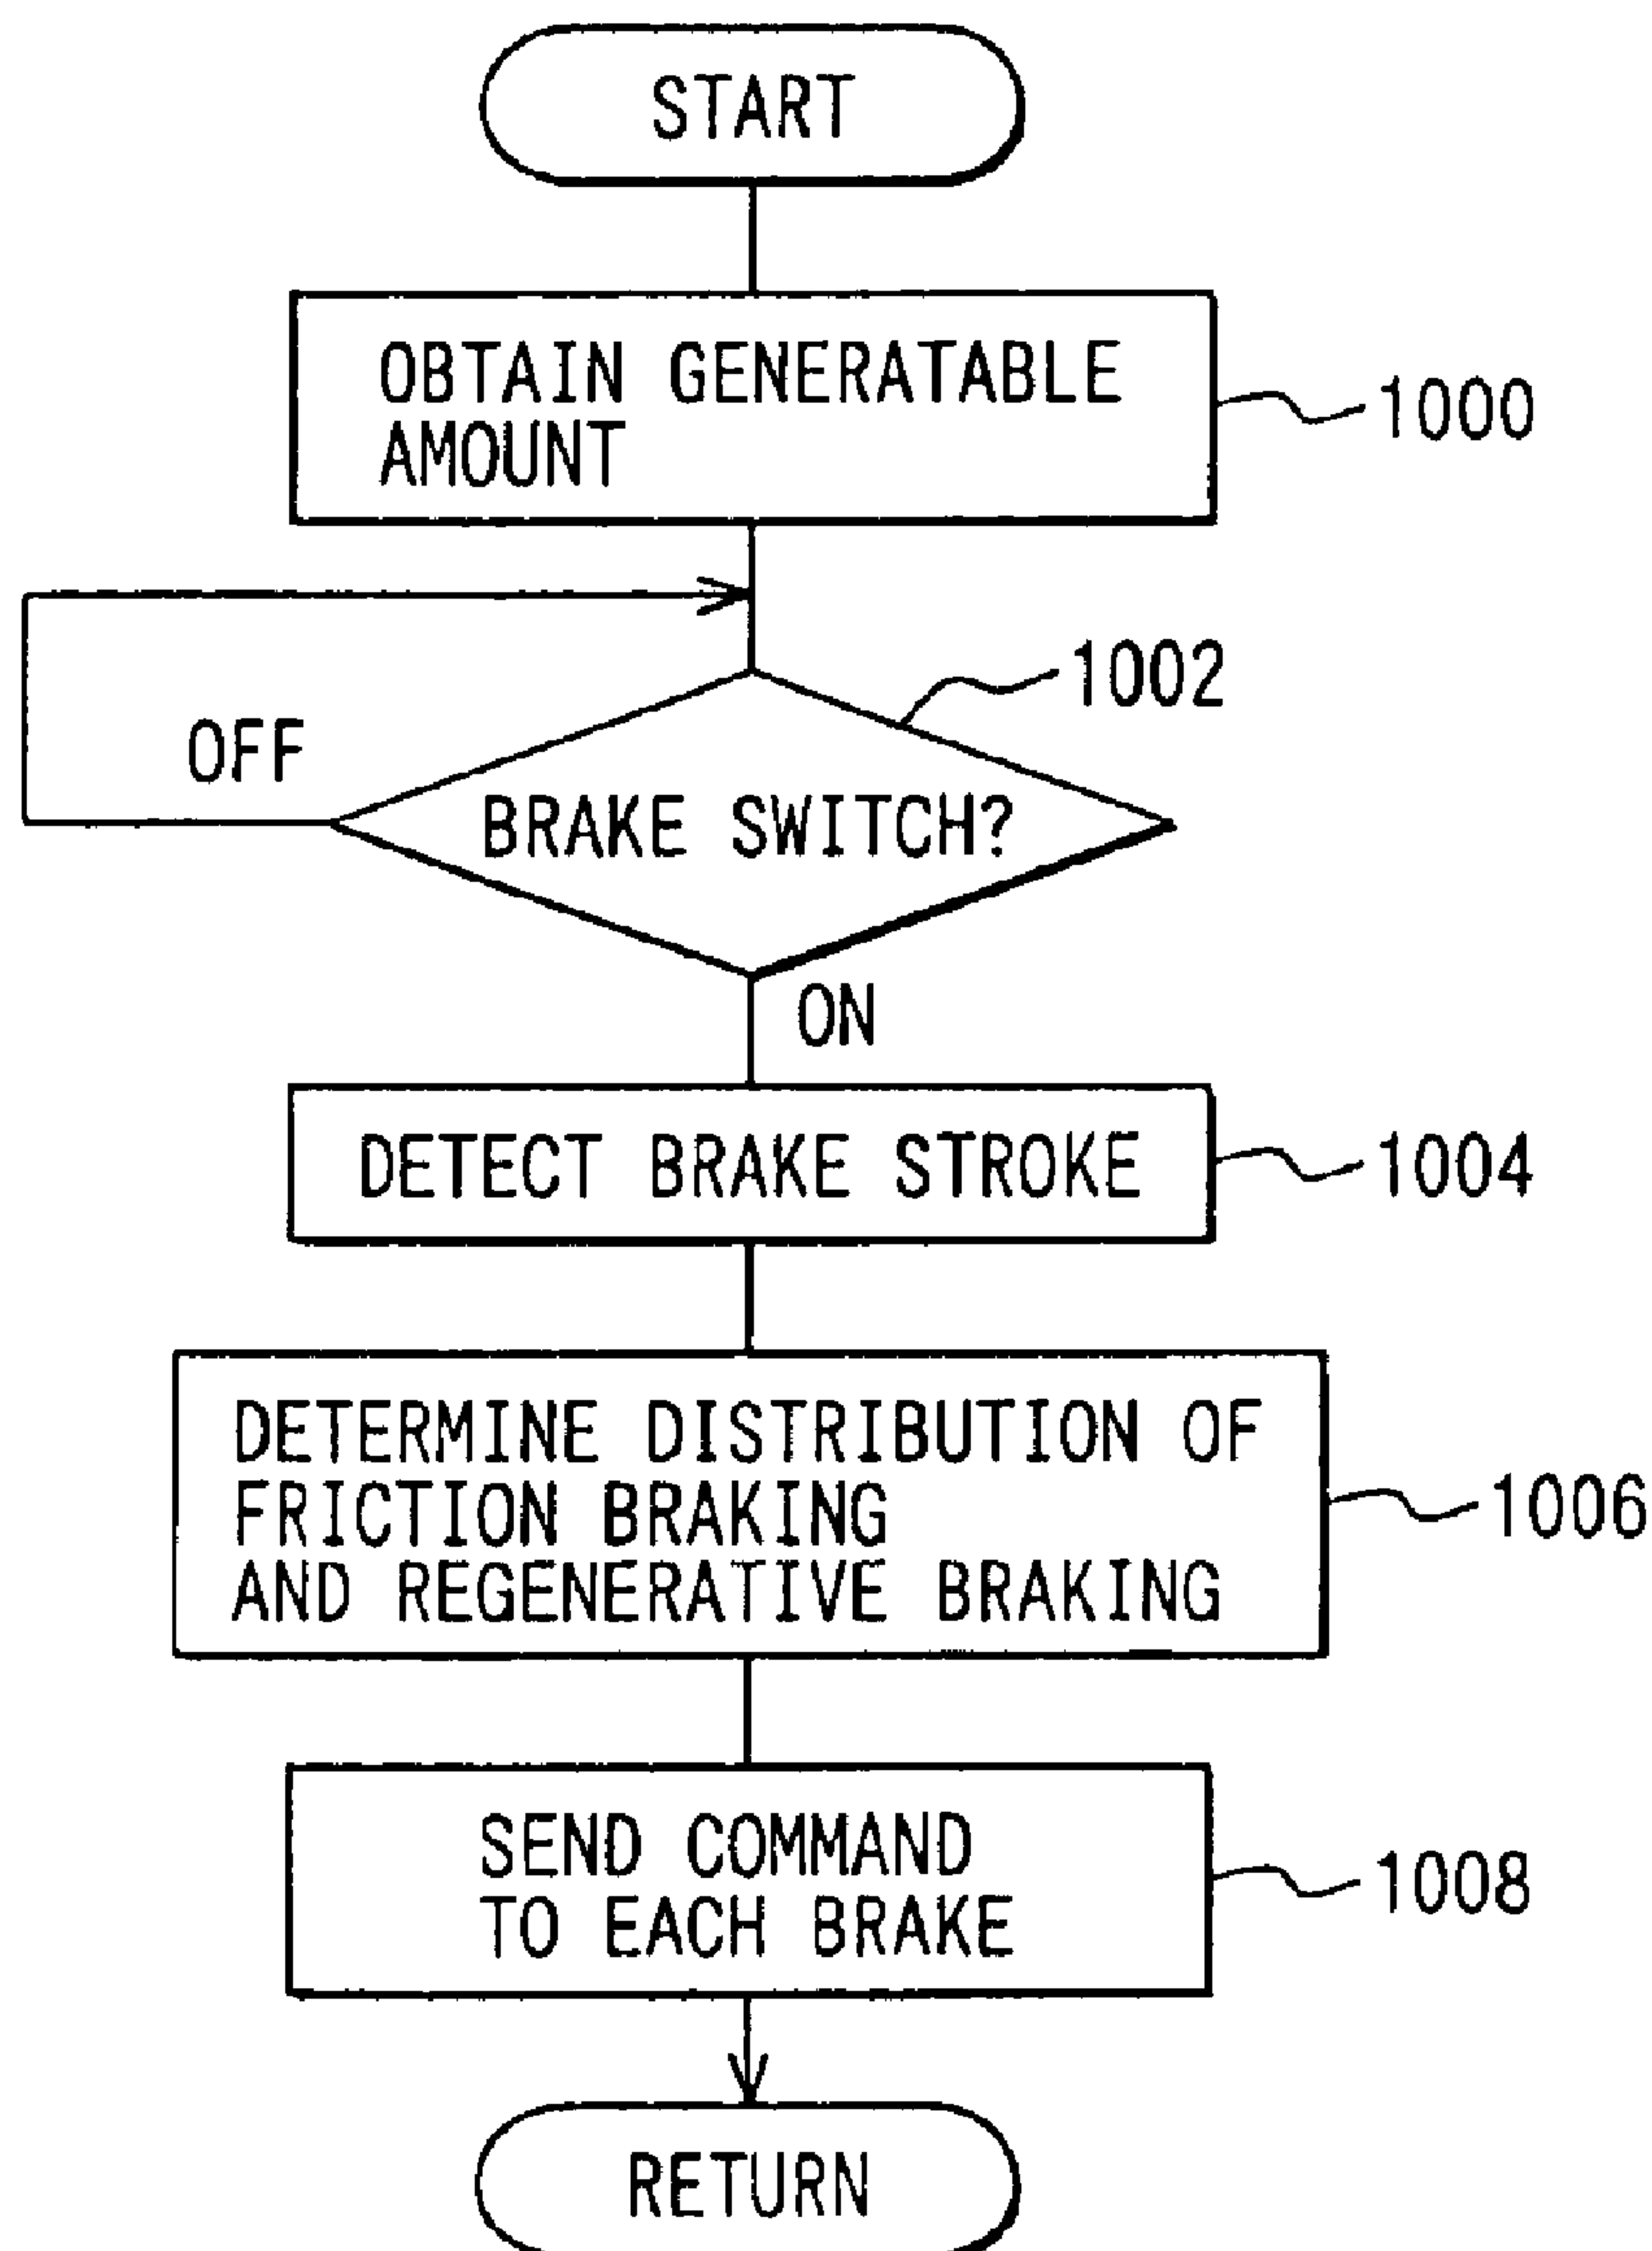 START
OBTAIN GENERATABLE
AMOUNT
1000
1002
OFF
BRAKE SWITCH?
ON
DETECT BRAKE STROKE
1004
DETERMINE DISTRIBUTION OF
FRICTION BRAKING
AND REGENERATIVE BRAKING
1006
SEND COMMAND
TO EACH BRAKE
1008
RETURN